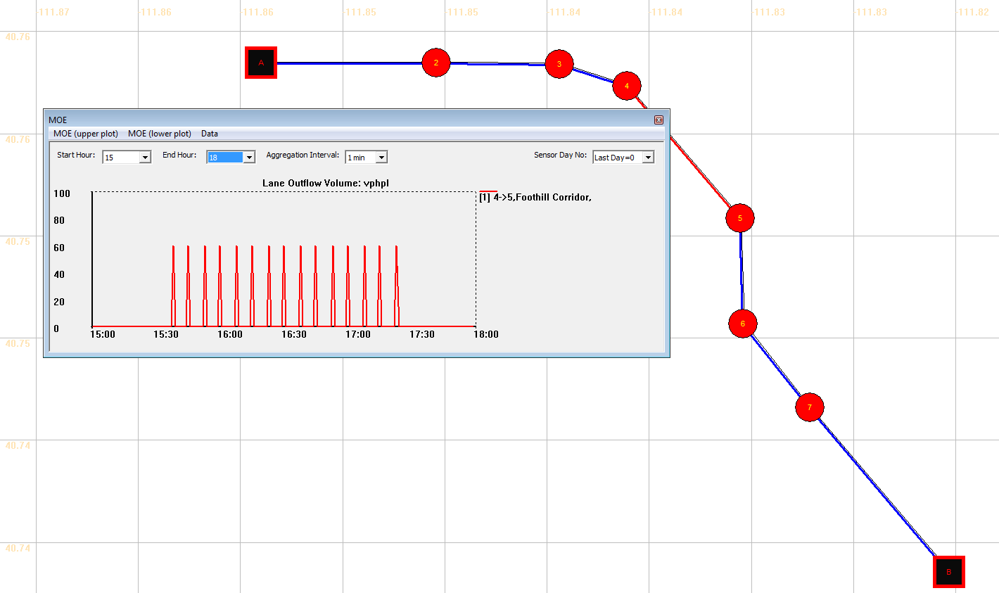 -111.87 -111.86 -111.86 -111.85 -111.85 -111.84 -111.84 -111.83 -111.83 -111.82
40.76
A 2 3
4
MOE
40.76
MOE (upper plot) MOE (lower plot) Data
Start Hour: 15 End Hour: 18 Aggregation Interval: 1 min Sensor Day No: Last Day=0
Lane Outflow Volume: vphpl
100
[1] 4->5,Foothill Corridor,
80
5
40.75
60
40
20
6
0
15:00 15:30 16:00 16:30 17:00 17:30 18:00
40.75
7
40.74
40.74
B